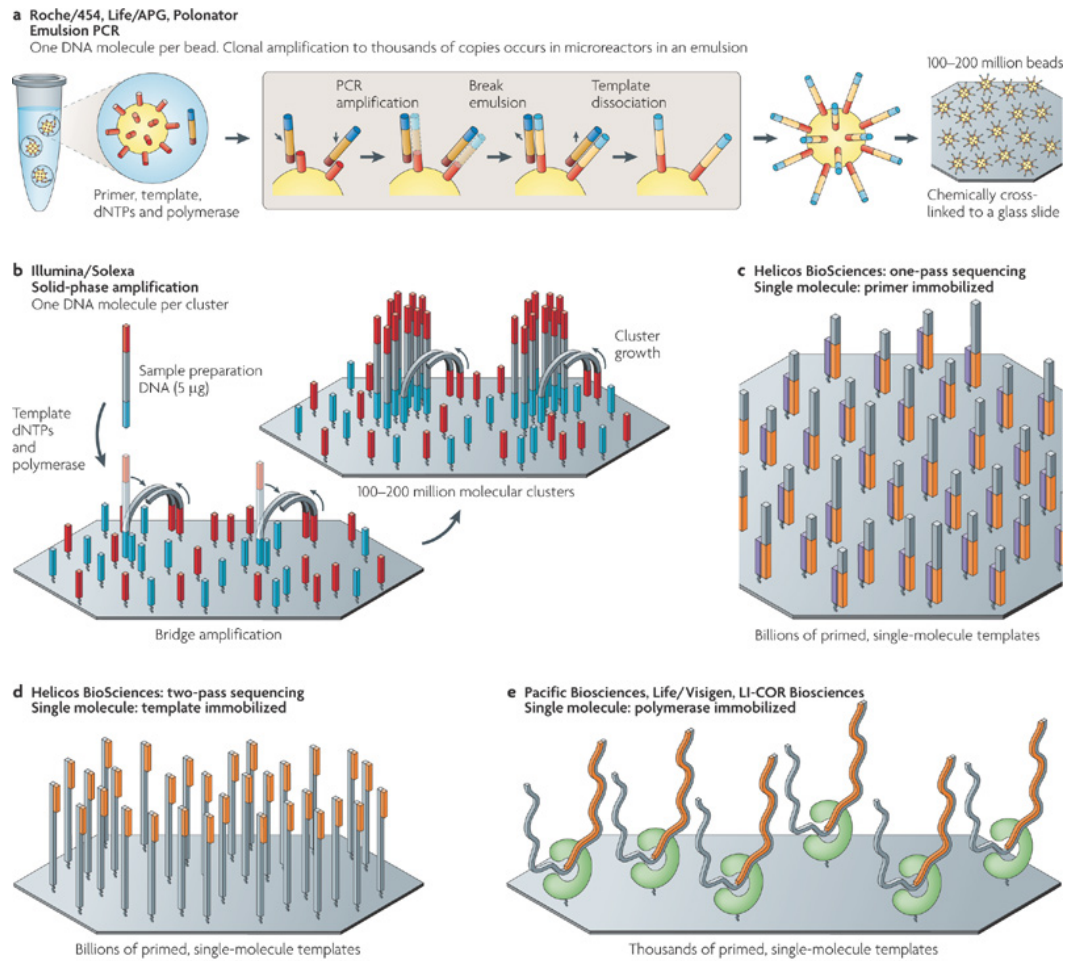 a Roche/454, Life/APG, Polonator
Emulsion PCR
One DNA molecule per bead. Clonal amplification to thousands of copies occurs in microreactors in an emulsion
100–200 million beads
PCR
amplification
Break
emulsion
Template
dissociation
Primer, template,
dNTPs and polymerase
Chemically cross-
linked to a glass slide
b Illumina/Solexa
Solid-phase amplification
One DNA molecule per cluster
Sample preparation
DNA (5 µg)
Template
dNTPs
and
polymerase
Cluster
growth
100–200 million molecular clusters
Bridge amplification
c Helicos BioSciences: one-pass sequencing
Single molecule: primer immobilized
Billions of primed, single-molecule templates
d Helicos BioSciences: two-pass sequencing
Single molecule: template immobilized
Billions of primed, single-molecule templates
e Pacific Biosciences, Life/Visigen, LI-COR Biosciences
Single molecule: polymerase immobilized
Thousands of primed, single-molecule templates